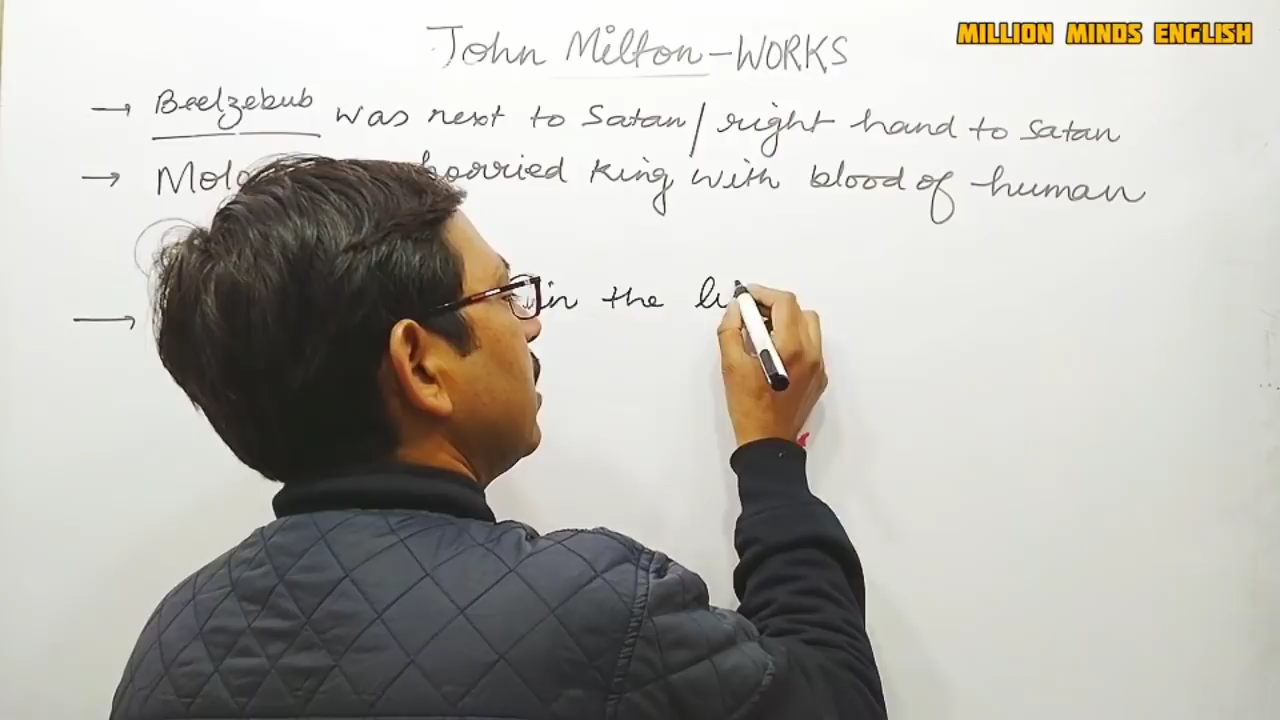 MILLION MINDS ENGLISH
John Milton - WORKS
→ Beelzebub was next to Satan / right hand to Satan
→ horried King with blood of human
→ in the